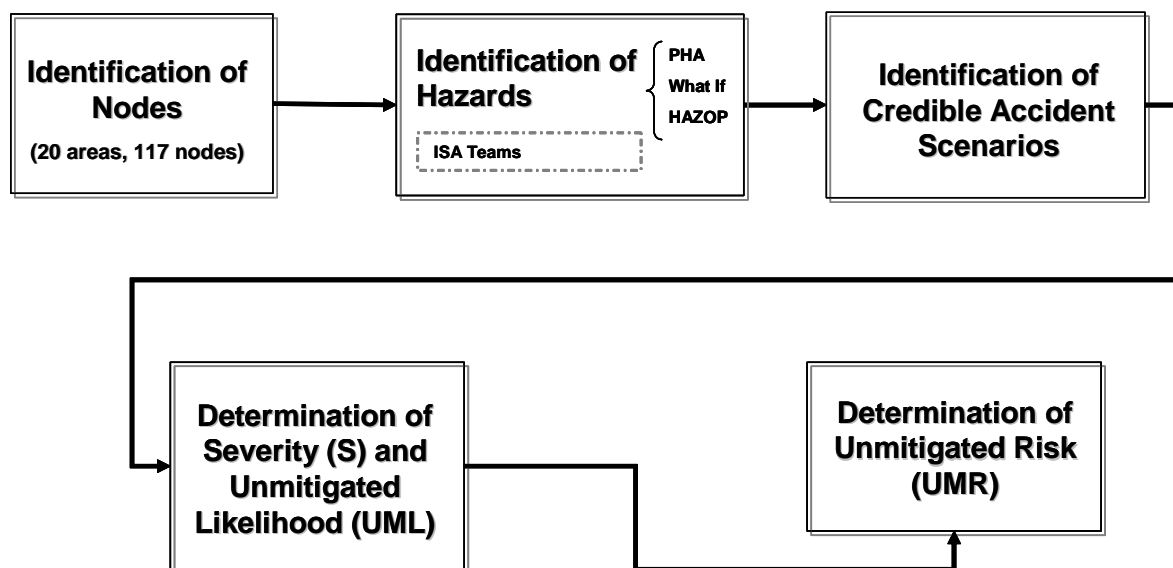 Identification of
Nodes
(20 areas, 117 nodes)
Identification of
Hazards
ISA Teams
PHA
What If
HAZOP
Identification of
Credible Accident
Scenarios
Determination of
Severity (S) and
Unmitigated
Likelihood (UML)
Determination of
Unmitigated Risk
(UMR)